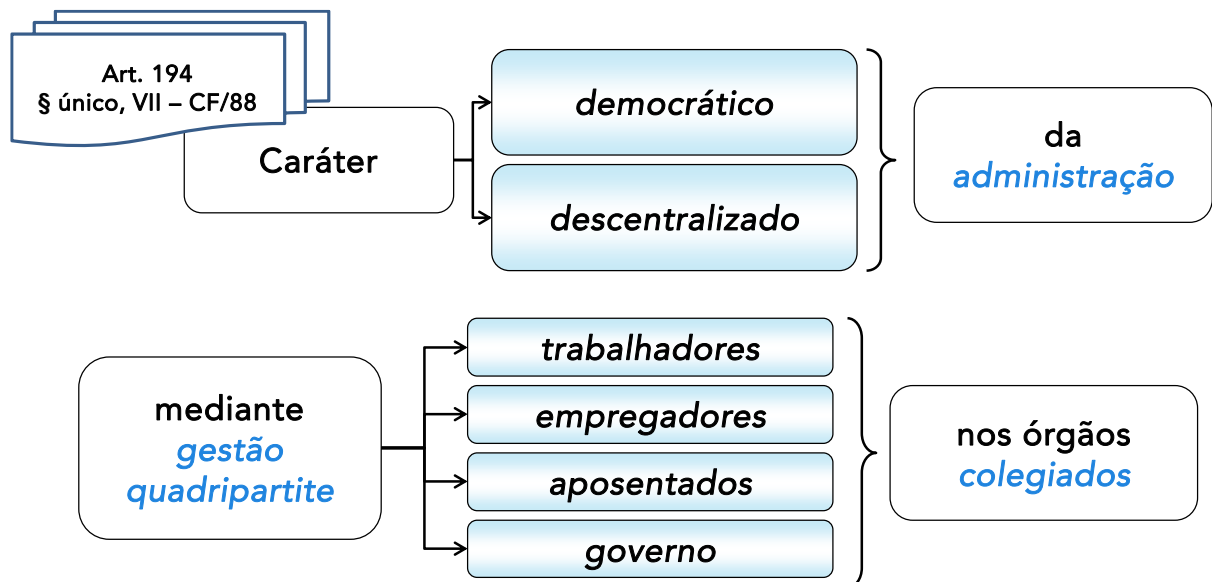 Art. 194
§ único, VII – CF/88
Caráter
democrático
descentralizado
da
administração
mediante
gestão
quadripartite
trabalhadores
empregadores
aposentados
governo
nos órgãos
colegiados